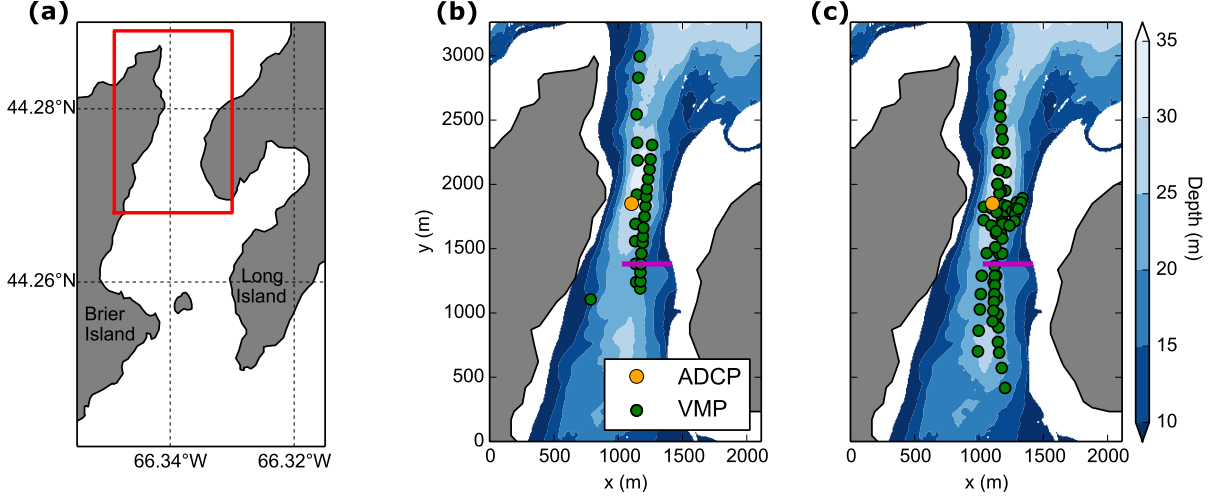 (a)
44.28°N
44.26°N
Brier
Island
Long
Island
66.34°W
66.32°W
(b)
y (m)
3000
2500
2000
1500
1000
500
0
0
500
1000
1500
2000
x (m)
ADCP
VMP
(c)
0
500
1000
1500
2000
x (m)
35
30
25
20
15
10
Depth (m)